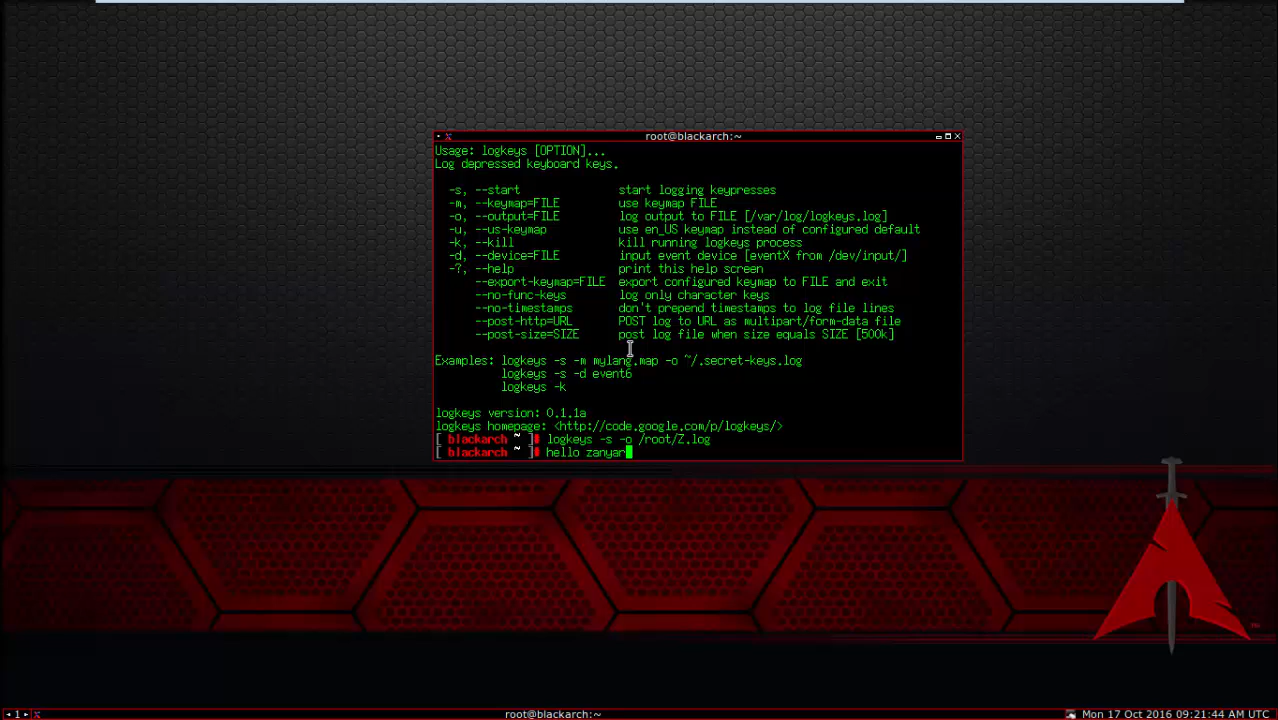 root@blackarch:~
Usage: logkeys [OPTION]...
Log depressed keyboard keys.
-s, --start start logging keypresses
-m, --keymap=FILE use keymap FILE
-o, --output=FILE log output to FILE [/var/log/logkeys.log]
-u, --us-keymap use en_US keymap instead of configured default
-k, --kill kill running logkeys process
-d, --device=FILE input event device [eventX from /dev/input/]
-?, --help print this help screen
--export-keymap=FILE export configured keymap to FILE and exit
--no-func-keys log only character keys
--no-timestamps don't prepend timestamps to log file lines
--post-http=URL POST log to URL as multipart/form-data file
--post-size=SIZE post log file when size equals SIZE [500k]
Examples: logkeys -s -m mylang.map -o ~/.secret-keys.log
logkeys -s -d event6
logkeys -k
logkeys version: 0.1.1a
logkeys homepage: <http://code.google.com/p/logkeys/>
[ blackarch ~ ] logkeys -s -o /root/Z.log
[ blackarch ~ ] hello zanyar
1 root@blackarch:~ Mon 17 Oct 2016 09:21:44 AM UTC